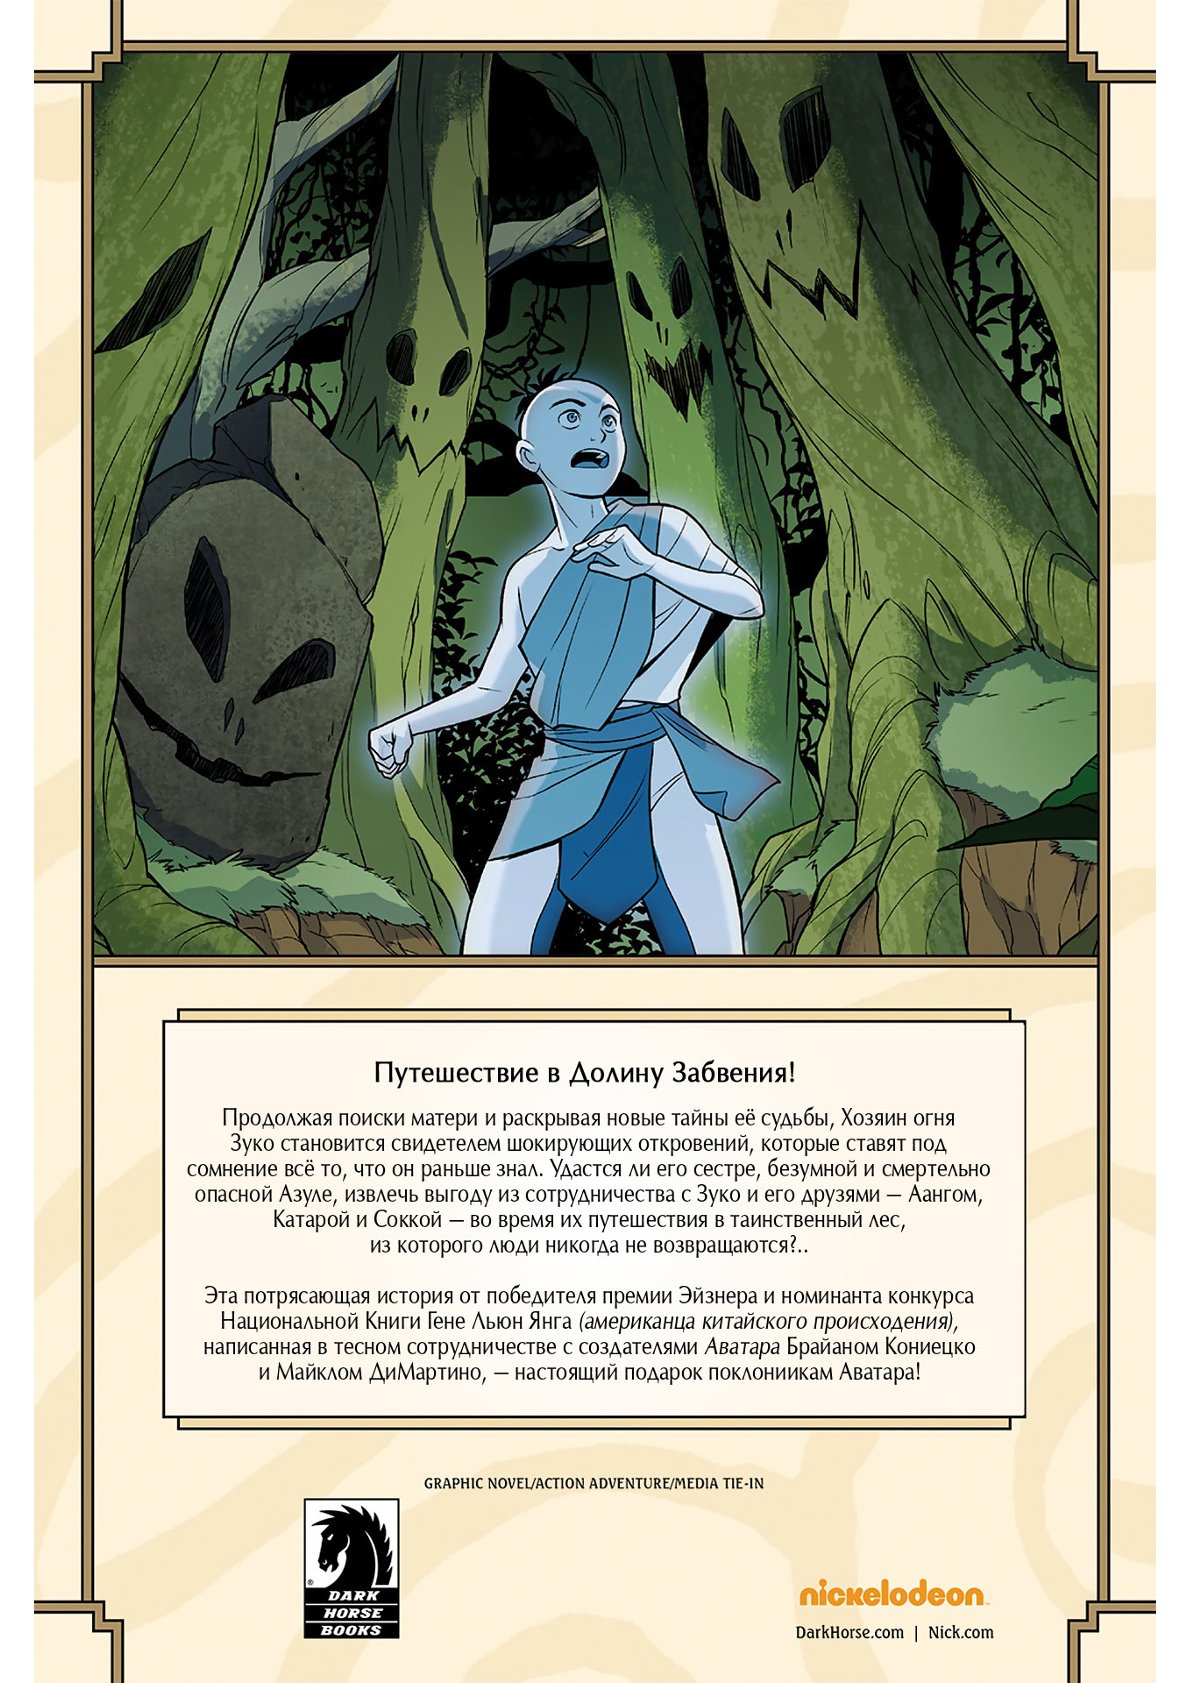 Путешествие в Долину Забвения!
Продолжая поиски матери и раскрывая новые тайны её судьбы, Хозяин огня
Зуко становится свидетелем шокирующих откровений, которые ставят под
сомнение всё то, что он раньше знал. Удастся ли его сестре, безумной и смертельно
опасной Азуле, извлечь выгоду из сотрудничества с Зуко и его друзями — Аангом,
Катарой и Соккой — во время их путешествия в таинственный лес,
из которого люди никогда не возвращаются?..
Эта потрясающая история от победителя премии Эйзнера и номинанта конкурса
Национальной Книги Гене Льюн Янга (американца китайского происходения),
написанная в тесном сотрудничестве с создателями Аватара Брайаном Кониецко
и Майклом ДиМартино, — настоящий подарок поклониикам Аватара!
GRAPHIC NOVEL/ACTION ADVENTURE/MEDIA TIE-IN
DARK
HORSE
BOOKS
nickelodeon
DarkHorse.com | Nick.com